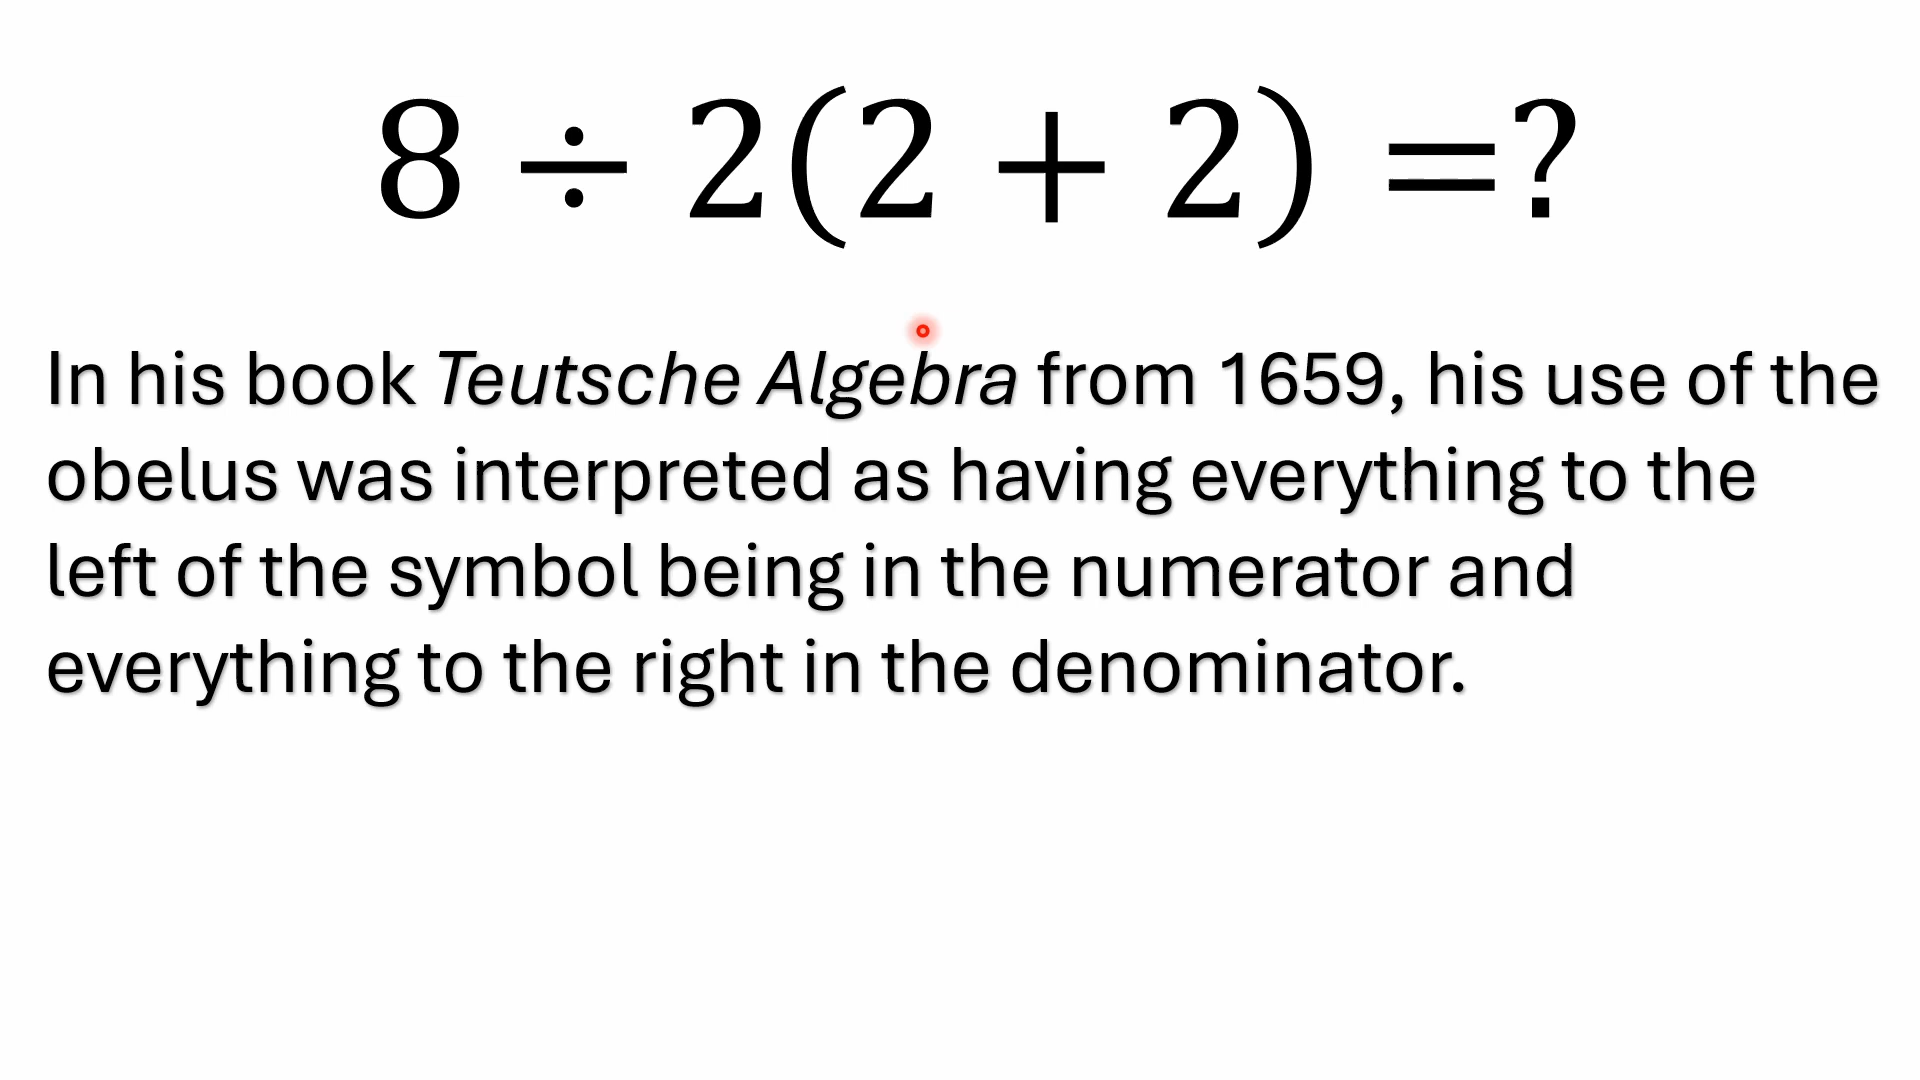 8 ÷ 2(2 + 2) =?
In his book Teutsche Algebra from 1659, his use of the
obelus was interpreted as having everything to the
left of the symbol being in the numerator and
everything to the right in the denominator.